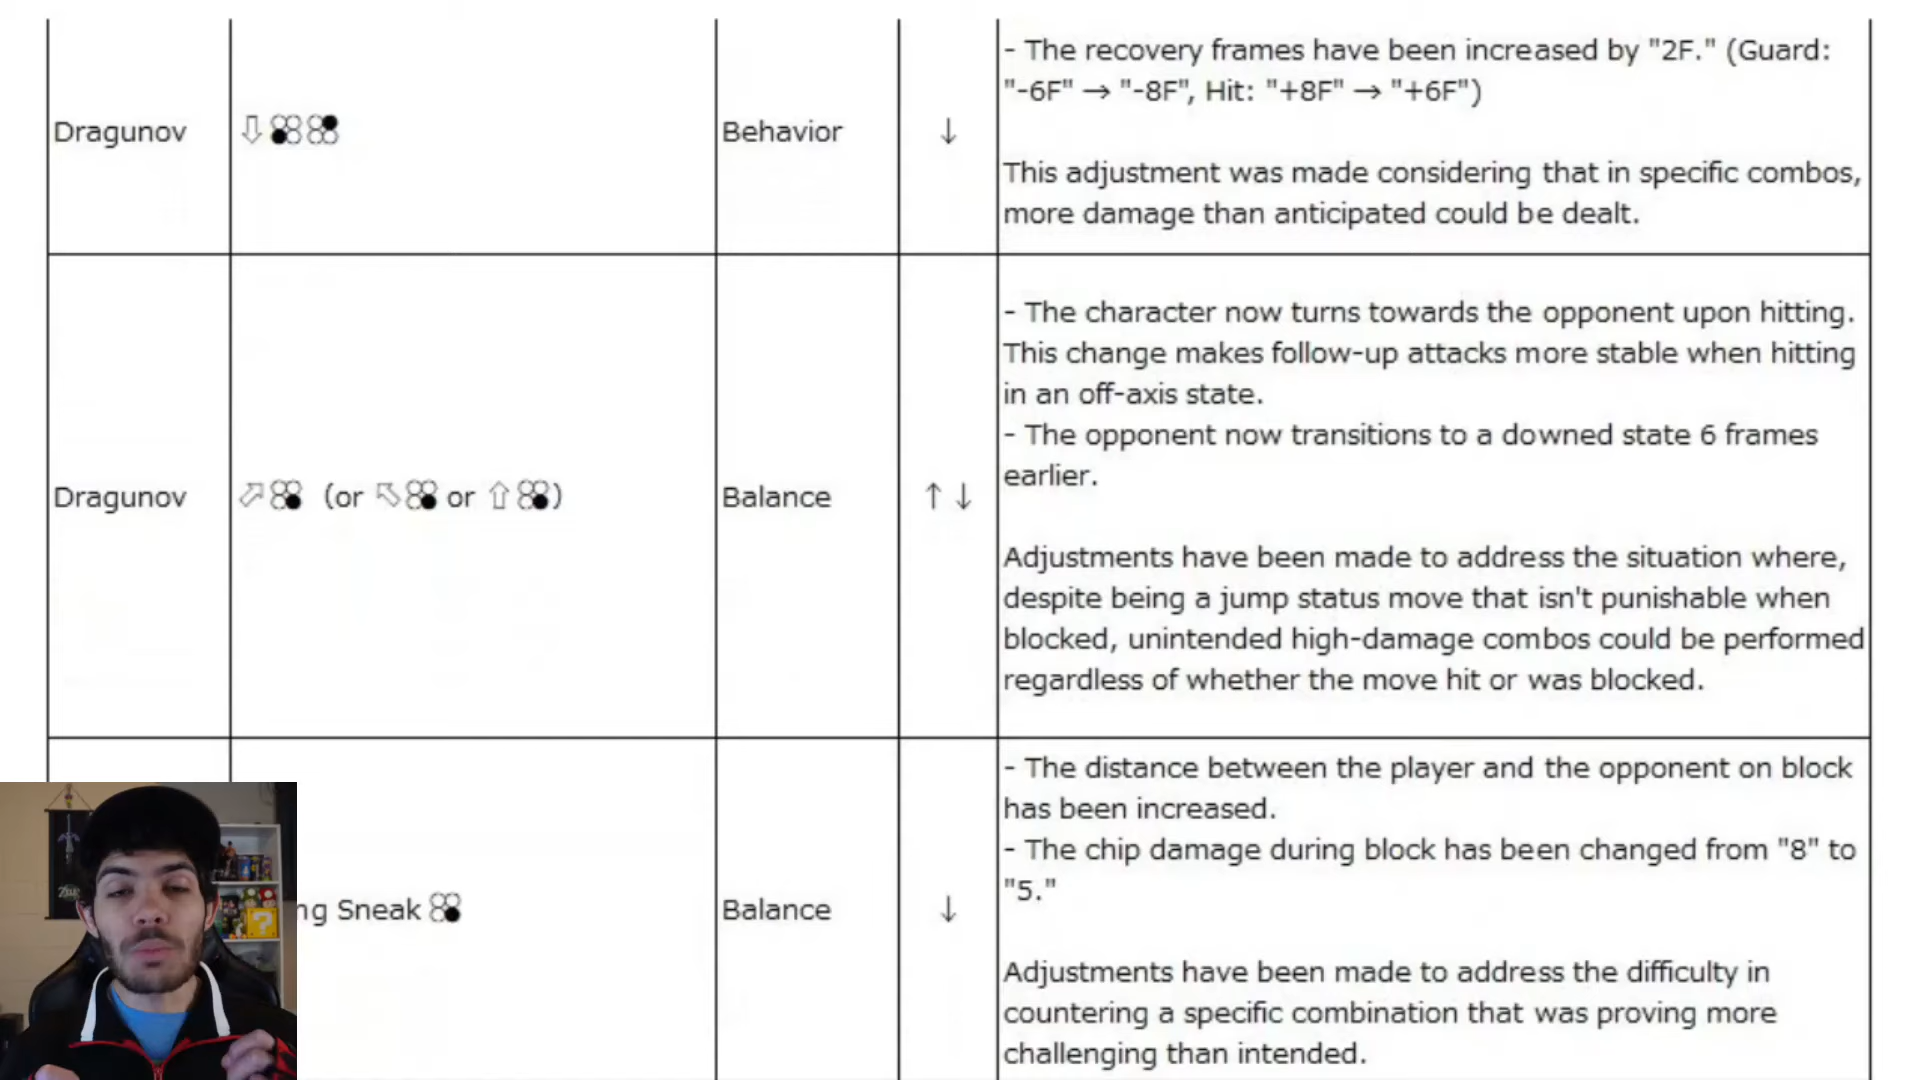 - The recovery frames have been increased by "2F." (Guard:
"-6F" → "-8F", Hit: "+8F" → "+6F")
Dragunov
Behavior
↓
This adjustment was made considering that in specific combos,
more damage than anticipated could be dealt.
- The character now turns towards the opponent upon hitting.
This change makes follow-up attacks more stable when hitting
in an off-axis state.
- The opponent now transitions to a downed state 6 frames
earlier.
Dragunov
(or or )
Balance
↑ ↓
Adjustments have been made to address the situation where,
despite being a jump status move that isn't punishable when
blocked, unintended high-damage combos could be performed
regardless of whether the move hit or was blocked.
- The distance between the player and the opponent on block
has been increased.
- The chip damage during block has been changed from "8" to
"5."
ng Sneak
Balance
↓
Adjustments have been made to address the difficulty in
countering a specific combination that was proving more
challenging than intended.